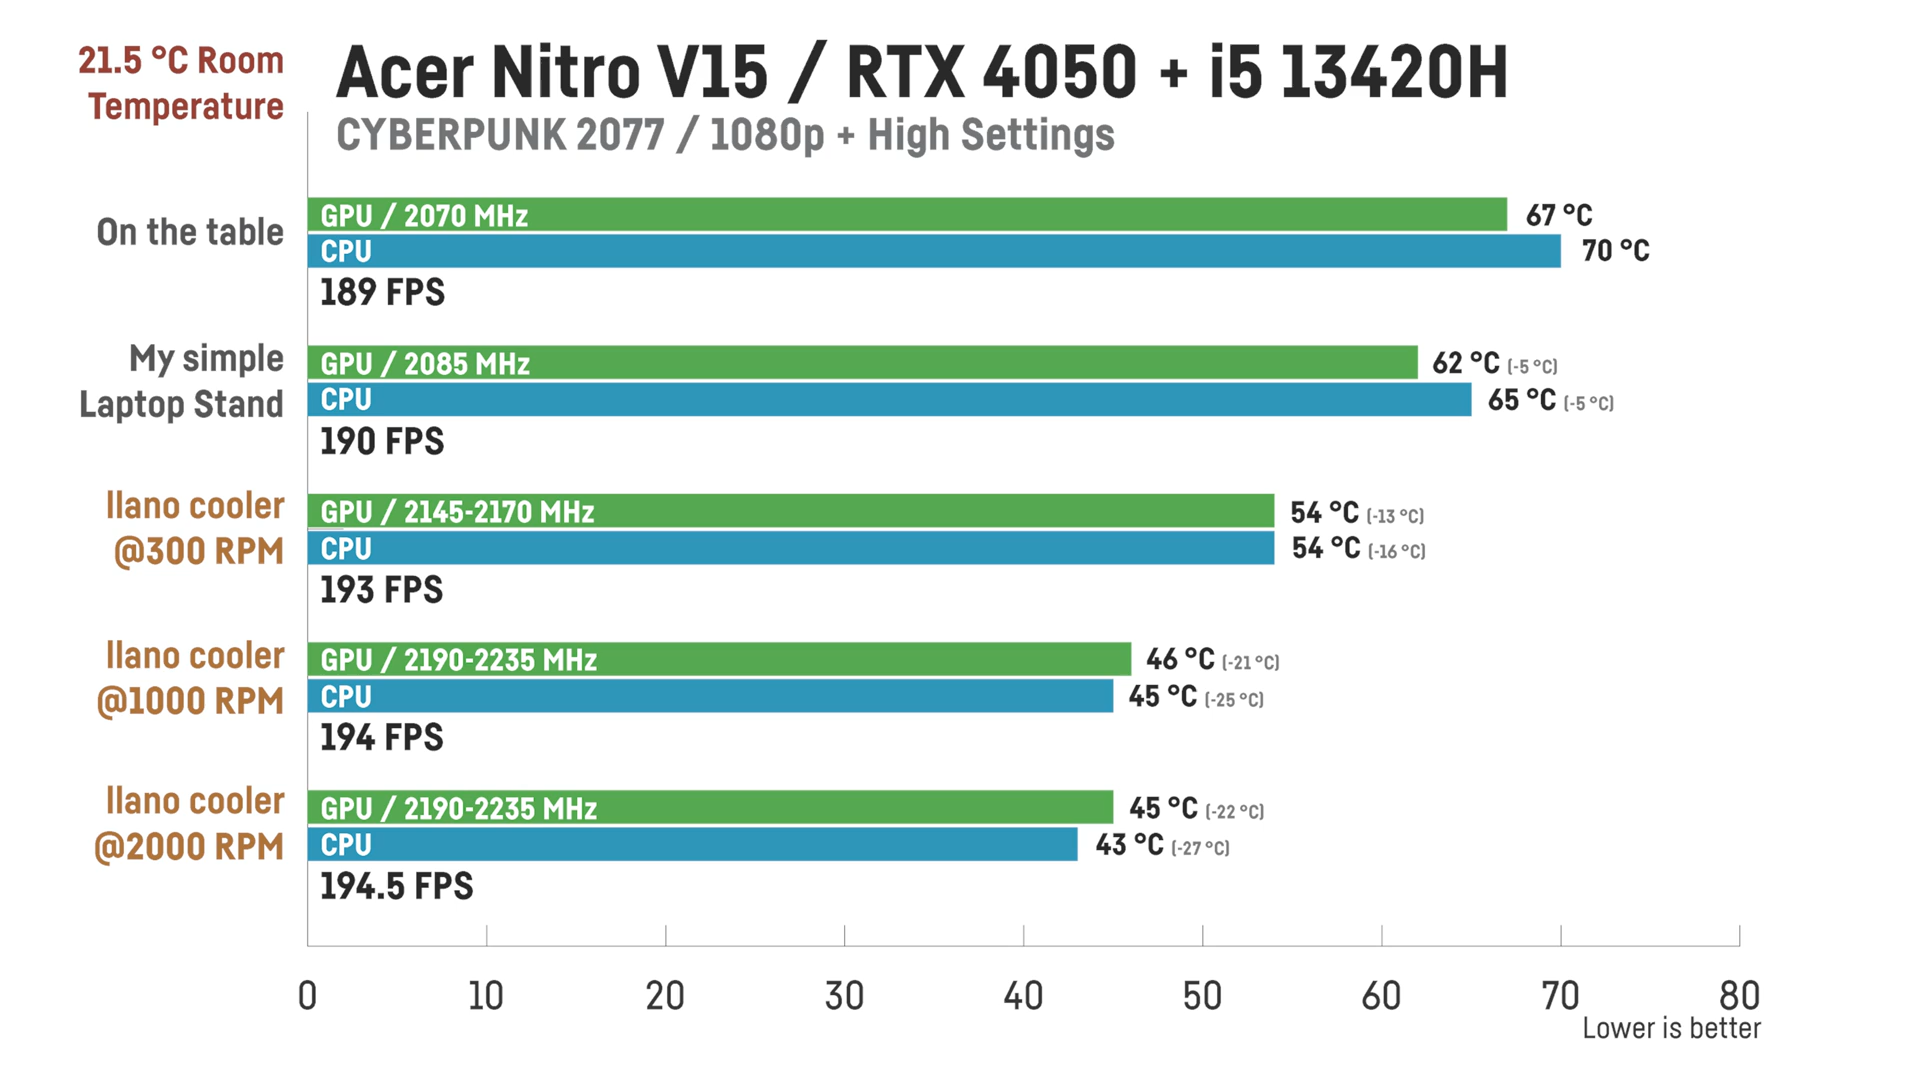 21.5 °C Room
Temperature
Acer Nitro V15 / RTX 4050 + i5 13420H
CYBERPUNK 2077 / 1080p + High Settings
On the table
GPU / 2070 MHz
67 °C
CPU
70 °C
189 FPS
My simple
Laptop Stand
GPU / 2085 MHz
62 °C (-5 °C)
CPU
65 °C (-5 °C)
190 FPS
llano cooler
@300 RPM
GPU / 2145-2170 MHz
54 °C (-13 °C)
CPU
54 °C (-16 °C)
193 FPS
llano cooler
@1000 RPM
GPU / 2190-2235 MHz
46 °C (-21 °C)
CPU
45 °C (-25 °C)
194 FPS
llano cooler
@2000 RPM
GPU / 2190-2235 MHz
45 °C (-22 °C)
CPU
43 °C (-27 °C)
194.5 FPS
0 10 20 30 40 50 60 70 80
Lower is better